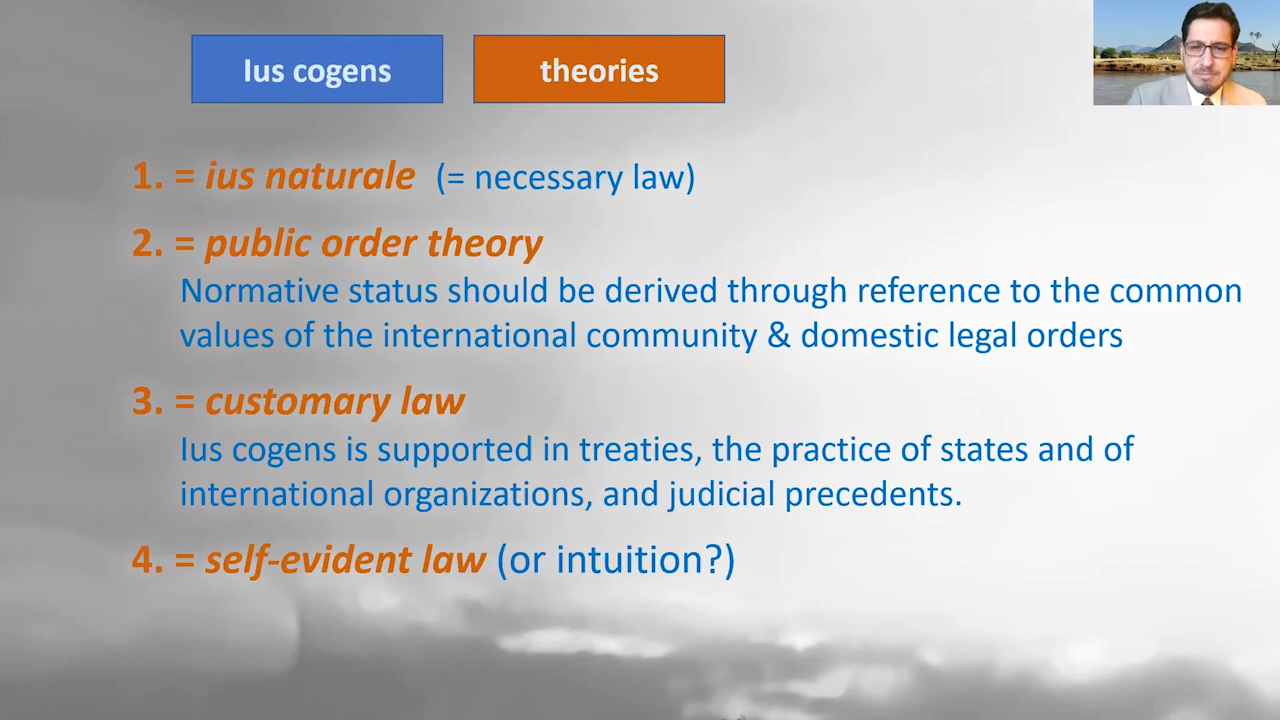 Ius cogens
theories
1. = ius naturale (= necessary law)
2. = public order theory
Normative status should be derived through reference to the common
values of the international community & domestic legal orders
3. = customary law
Ius cogens is supported in treaties, the practice of states and of
international organizations, and judicial precedents.
4. = self-evident law (or intuition?)